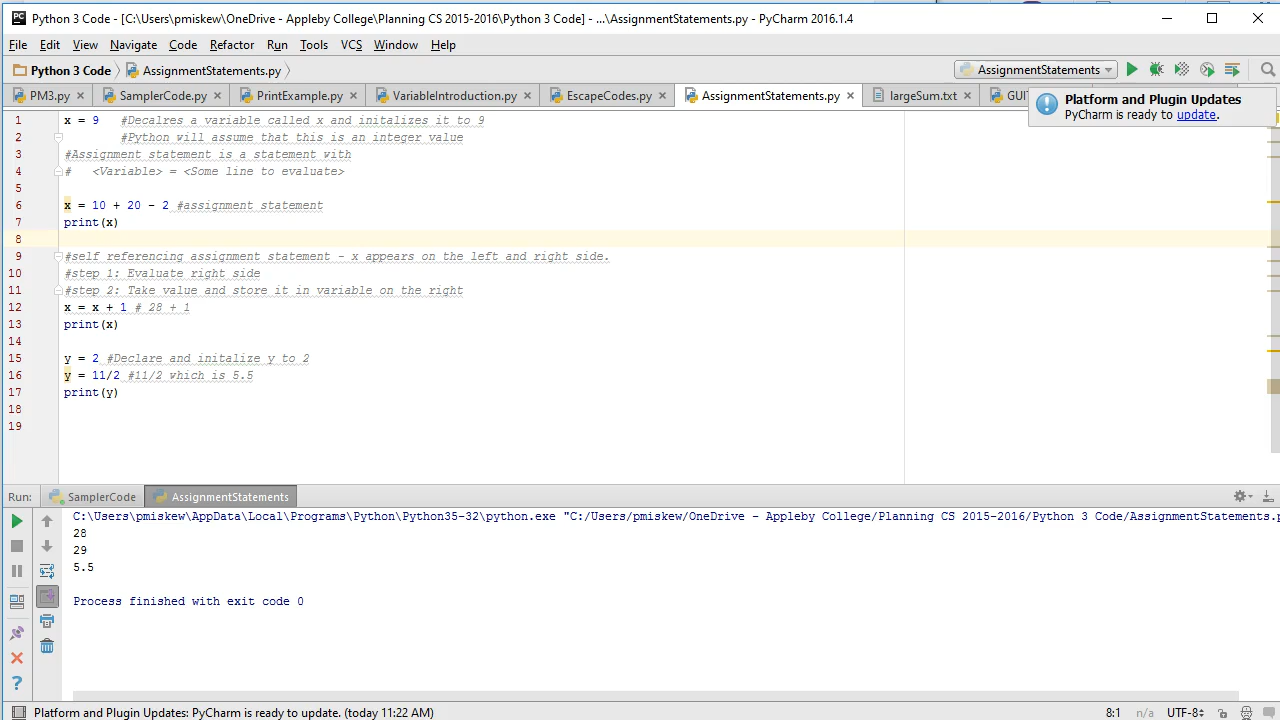 Python 3 Code - [C:\Users\pmiskew\OneDrive - Appleby College\Planning CS 2015-2016\Python 3 Code] - ...\AssignmentStatements.py - PyCharm 2016.1.4
File Edit View Navigate Code Refactor Run Tools VCS Window Help
Python 3 Code AssignmentStatements.py AssignmentStatements
PM3.py SamplerCode.py PrintExample.py VariableIntroduction.py EscapeCodes.py AssignmentStatements.py largeSum.txt GUIT
Platform and Plugin Updates
PyCharm is ready to update.
1 x = 9 #Decalres a variable called x and initalizes it to 9
2 #Python will assume that this is an integer value
3 #Assignment statement is a statement with
4 # <Variable> = <Some line to evaluate>
5
6 x = 10 + 20 - 2 #assignment statement
7 print(x)
8
9 #self referencing assignment statement - x appears on the left and right side.
10 #step 1: Evaluate right side
11 #step 2: Take value and store it in variable on the right
12 x = x + 1 # 28 + 1
13 print(x)
14
15 y = 2 #Declare and initalize y to 2
16 y = 11/2 #11/2 which is 5.5
17 print(y)
18
19
Run: SamplerCode AssignmentStatements
C:\Users\pmiskew\AppData\Local\Programs\Python\Python35-32\python.exe "C:/Users/pmiskew/OneDrive - Appleby College/Planning CS 2015-2016/Python 3 Code/AssignmentStatements.p
28
29
5.5
Process finished with exit code 0
Platform and Plugin Updates: PyCharm is ready to update. (today 11:22 AM) 8:1 n/a UTF-8